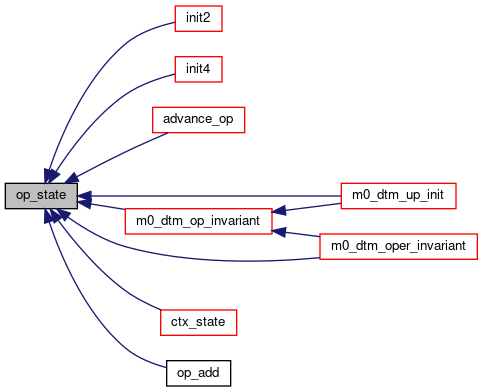 init2
init4
advance_op
op_state
m0_dtm_up_init
m0_dtm_op_invariant
m0_dtm_oper_invariant
ctx_state
op_add